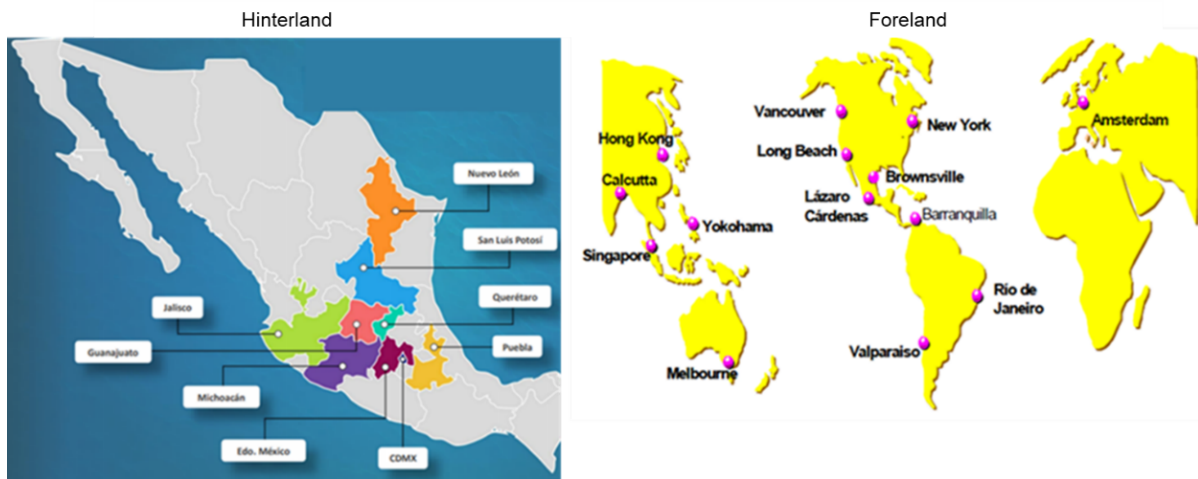 Hinterland
Nuevo León
San Luis Potosí
Querétaro
Jalisco
Guanajuato
Puebla
Michoacán
Edo. México
CDMX
Foreland
Vancouver
New York
Amsterdam
Hong Kong
Long Beach
Calcutta
Brownsville
Lázaro
Cárdenas
Barranquilla
Yokohama
Singapore
Río de
Janeiro
Valparaiso
Melbourne